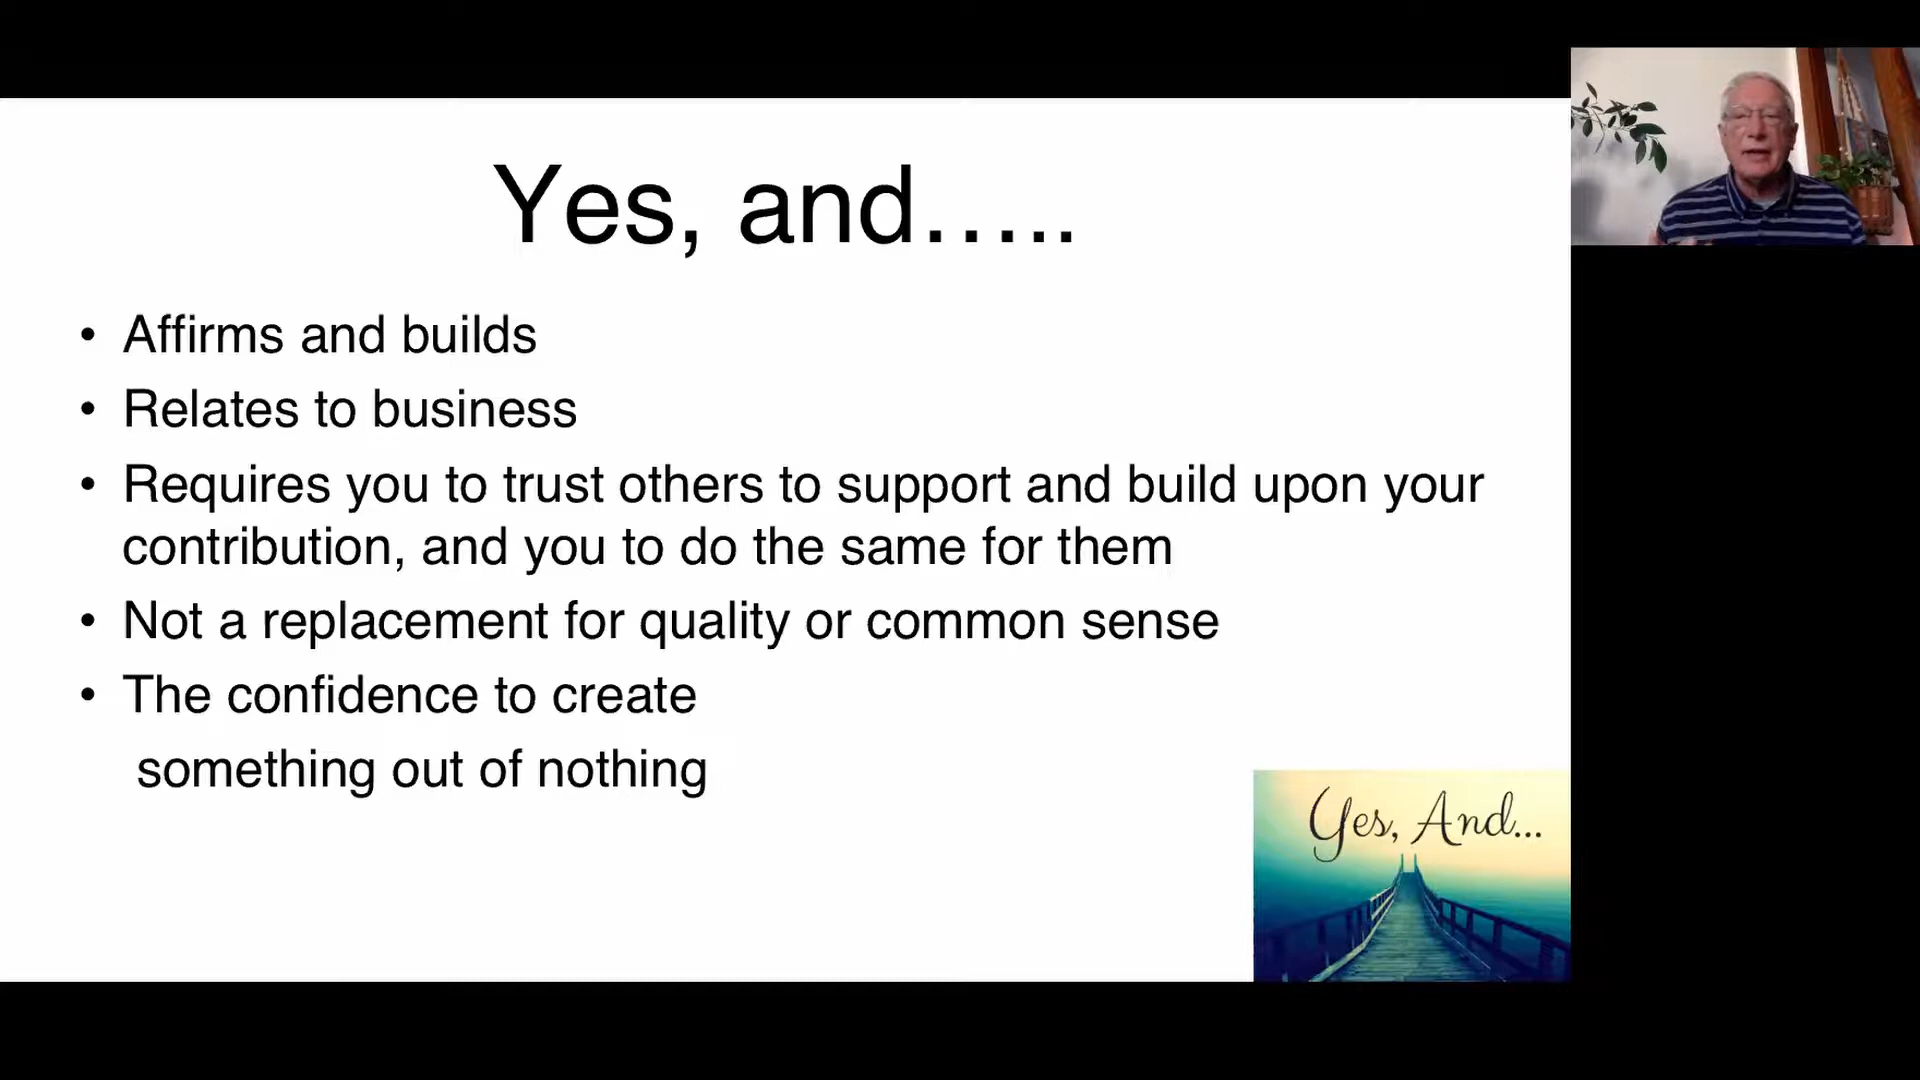 Yes, and…..
• Affirms and builds
• Relates to business
• Requires you to trust others to support and build upon your
contribution, and you to do the same for them
• Not a replacement for quality or common sense
• The confidence to create
something out of nothing
Yes, And...